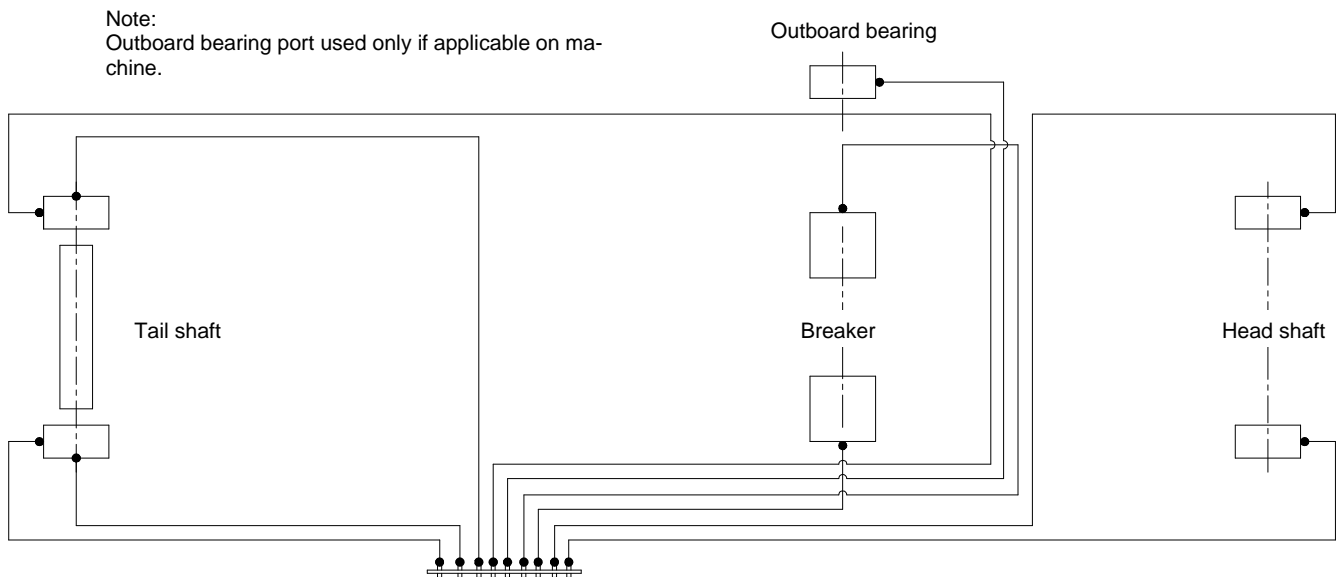 Note:
Outboard bearing port used only if applicable on ma-
chine.
Outboard bearing
Tail shaft
Breaker
Head shaft